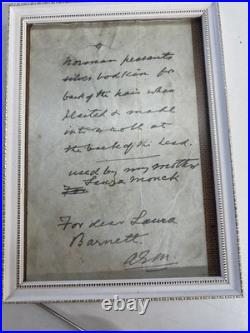 Norman peasants
silver bodkin for
back of the hair when
plaited & made
into a roll at
the back of the head.
used by my mother
Laura Monck
For dear Laura
Barnett.